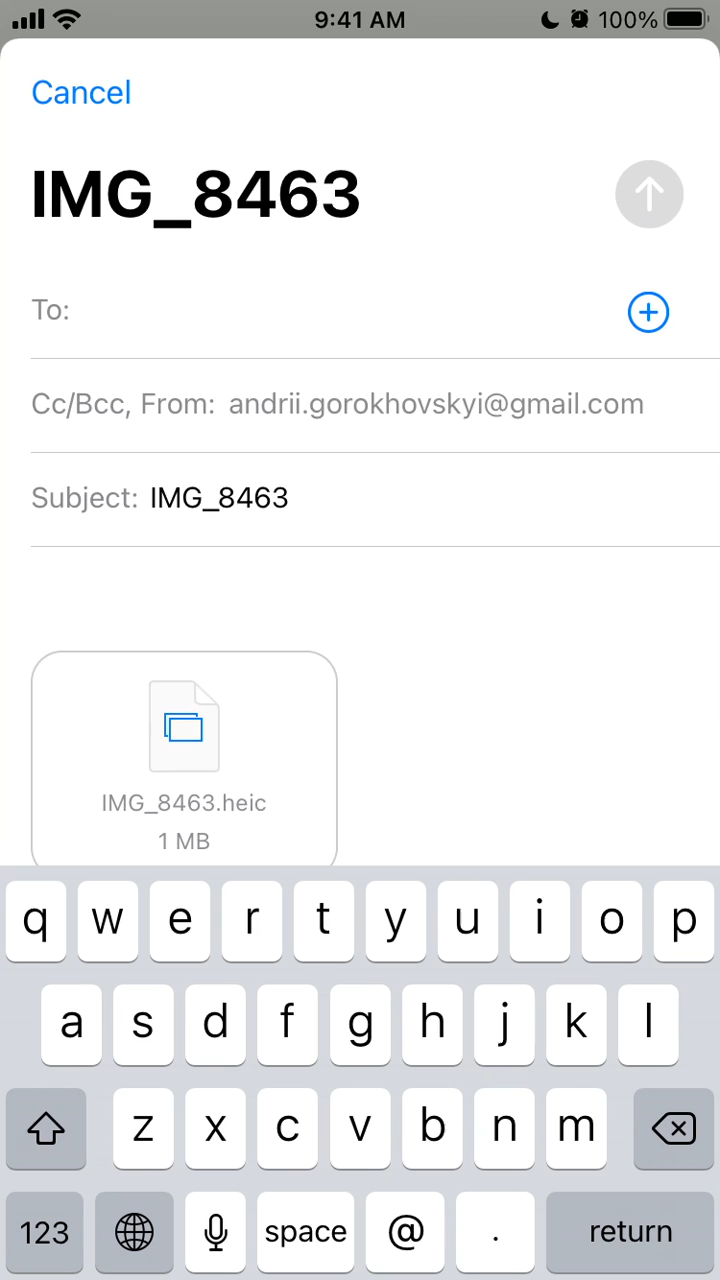 9:41 AM 100%
Cancel
IMG_8463
To:
Cc/Bcc, From: andrii.gorokhovskyi@gmail.com
Subject: IMG_8463
IMG_8463.heic
1 MB
q w e r t y u i o p
a s d f g h j k l
z x c v b n m
123 space @ . return